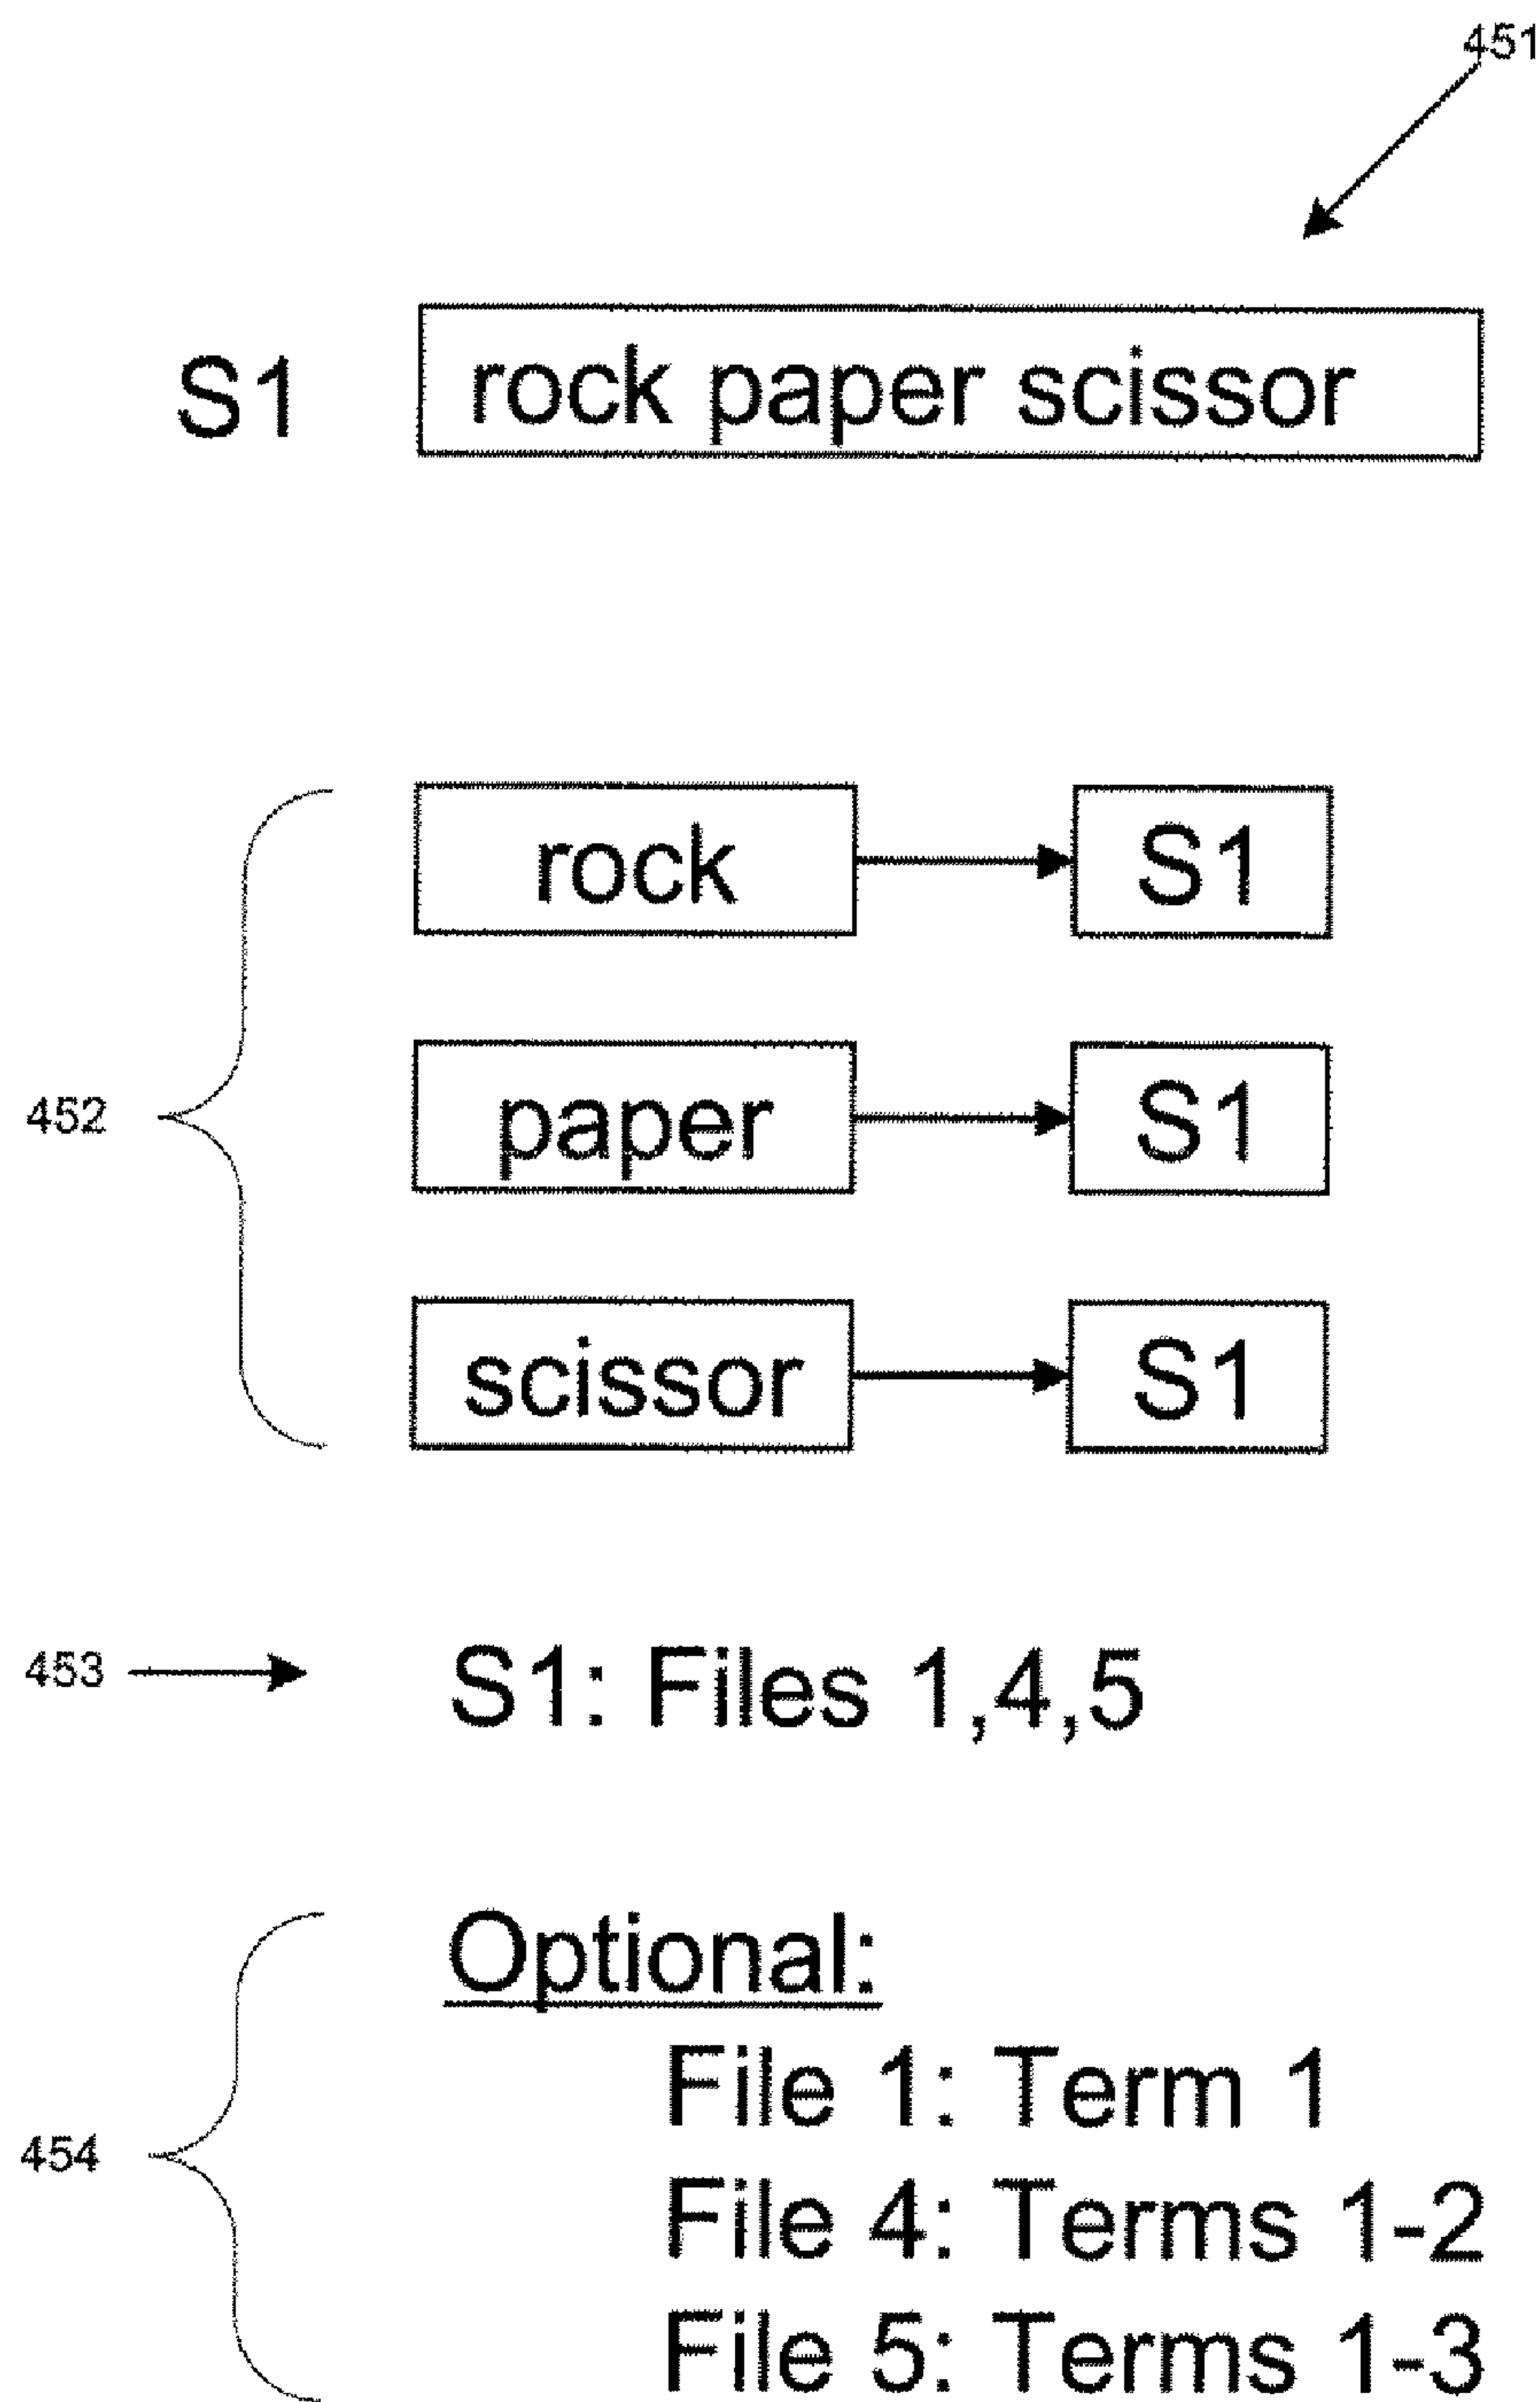 451
S1 rock paper scissor
rock S1
paper S1
452
scissor S1
453 S1: Files 1,4,5
Optional:
File 1: Term 1
454
File 4: Terms 1-2
File 5: Terms 1-3